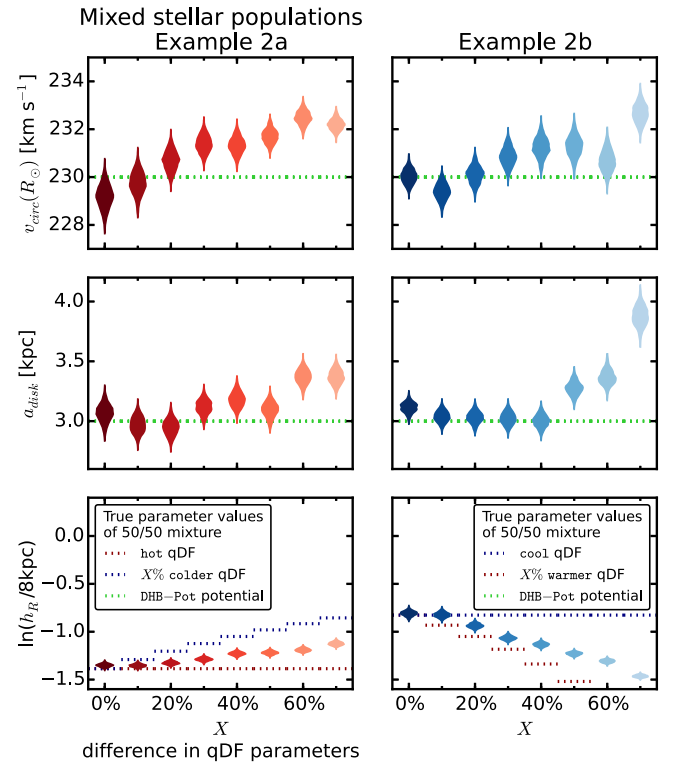 Mixed stellar populations
Example 2a
Example 2b
v_circ(R_⊙) [km s⁻¹]
234
232
230
228
a_disk [kpc]
4.0
3.5
3.0
ln(h_R/8kpc)
0.0
−0.5
−1.0
−1.5
True parameter values
of 50/50 mixture
hot qDF
X% colder qDF
DHB−Pot potential
True parameter values
of 50/50 mixture
cool qDF
X% warmer qDF
DHB−Pot potential
0% 20% 40% 60%
0% 20% 40% 60%
X
X
difference in qDF parameters